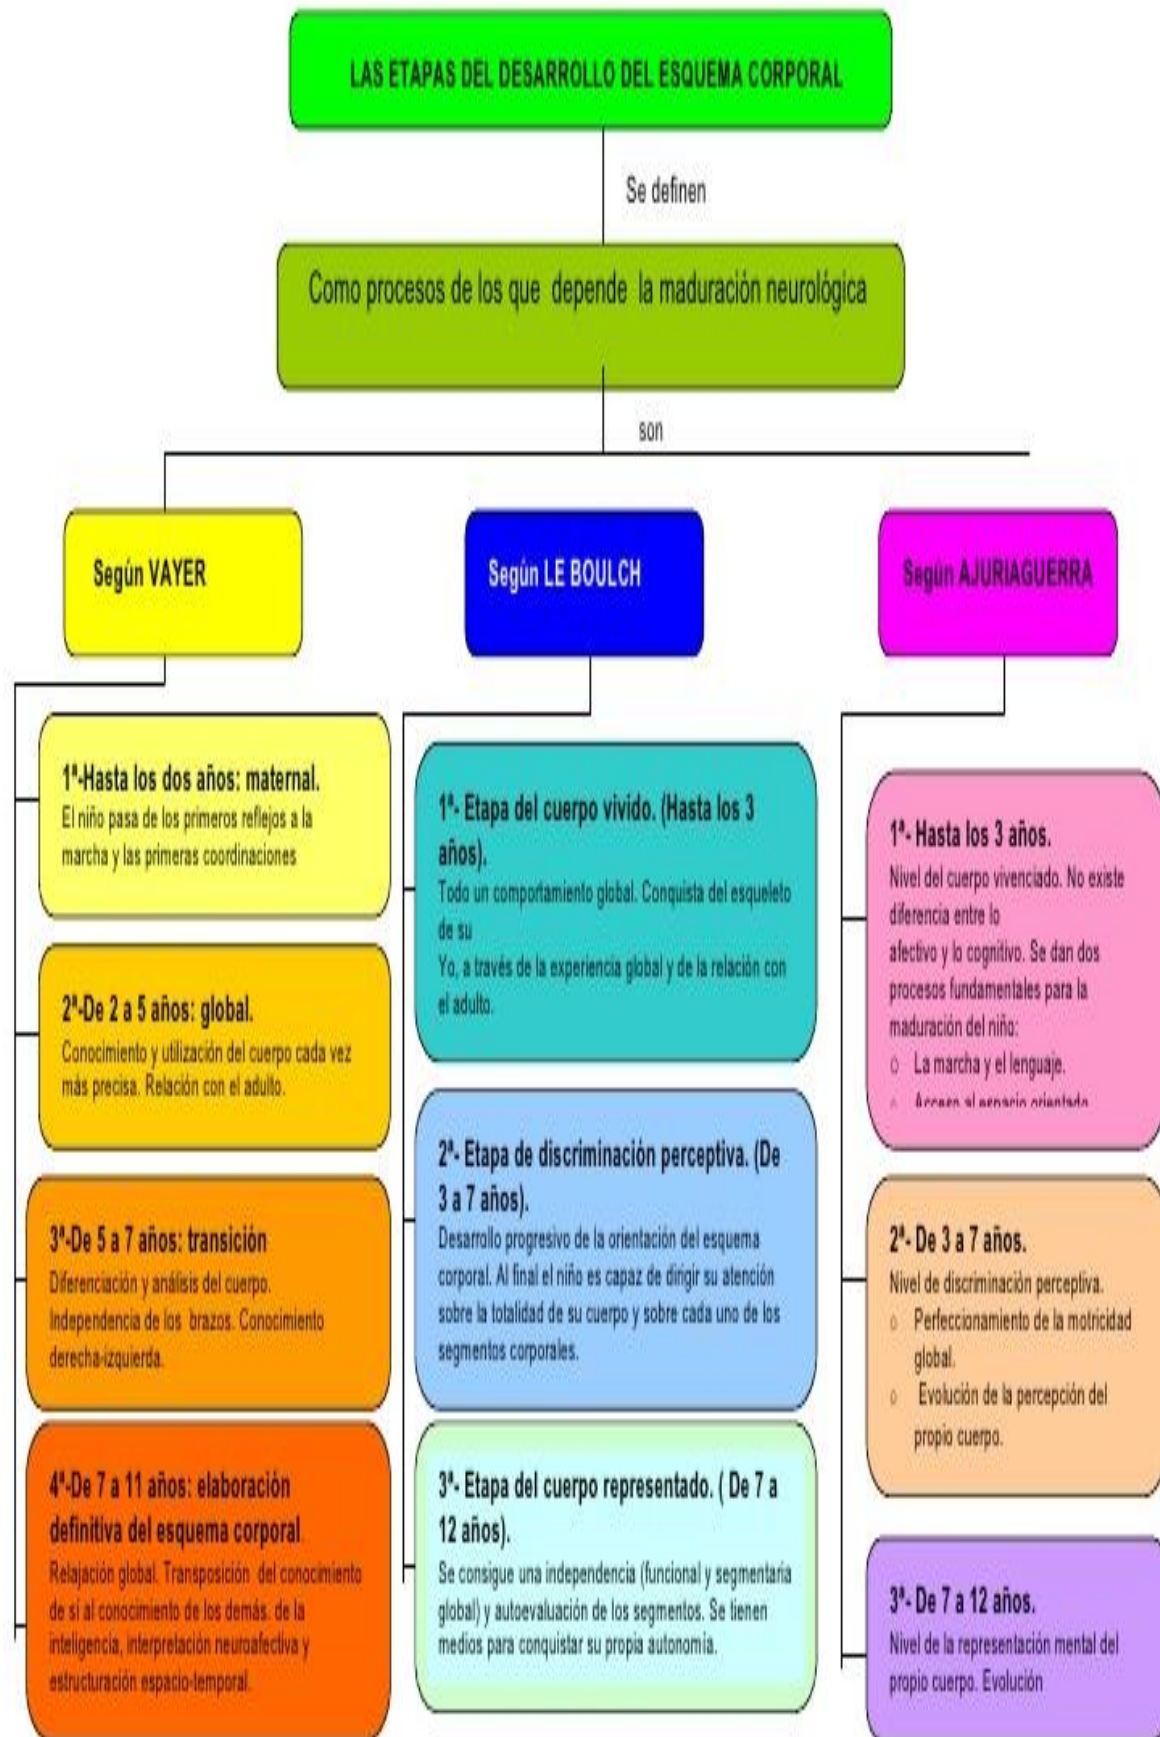 LAS ETAPAS DEL DESARROLLO DEL ESQUEMA CORPORAL
Se definen
Como procesos de los que depende la maduración neurológica
son
Según VAYER
1ª-Hasta los dos años: maternal.
El niño pasa de los primeros reflejos a la
marcha y las primeras coordinaciones
2ª-De 2 a 5 años: global.
Conocimiento y utilización del cuerpo cada vez
más precisa. Relación con el adulto.
3ª-De 5 a 7 años: transición
Diferenciación y análisis del cuerpo.
Independencia de los brazos. Conocimiento
derecha-izquierda.
4ª-De 7 a 11 años: elaboración
definitiva del esquema corporal
Relajación global. Transposición del conocimiento
de sí al conocimiento de los demás. de la
inteligencia, interpretación neuroafectiva y
estructuración espacio-temporal.
Según LE BOULCH
1ª- Etapa del cuerpo vivido. (Hasta los 3
años).
Todo un comportamiento global. Conquista del esqueleto
de su
Yo, a través de la experiencia global y de la relación con
el adulto.
2ª- Etapa de discriminación perceptiva. (De
3 a 7 años).
Desarrollo progresivo de la orientación del esquema
corporal. Al final el niño es capaz de dirigir su atención
sobre la totalidad de su cuerpo y sobre cada uno de los
segmentos corporales.
3ª- Etapa del cuerpo representado. ( De 7 a
12 años).
Se consigue una independencia (funcional y segmentaria
global) y autoevaluación de los segmentos. Se tienen
medios para conquistar su propia autonomía.
Según AJURIAGUERRA
1ª- Hasta los 3 años.
Nivel del cuerpo vivenciado. No existe
diferencia entre lo
afectivo y lo cognitivo. Se dan dos
procesos fundamentales para la
maduración del niño:
○ La marcha y el lenguaje.
○ Acceso al espacio orientado
2ª- De 3 a 7 años.
Nivel de discriminación perceptiva.
○ Perfeccionamiento de la motricidad
global.
○ Evolución de la percepción del
propio cuerpo.
3ª- De 7 a 12 años.
Nivel de la representación mental del
propio cuerpo. Evolución